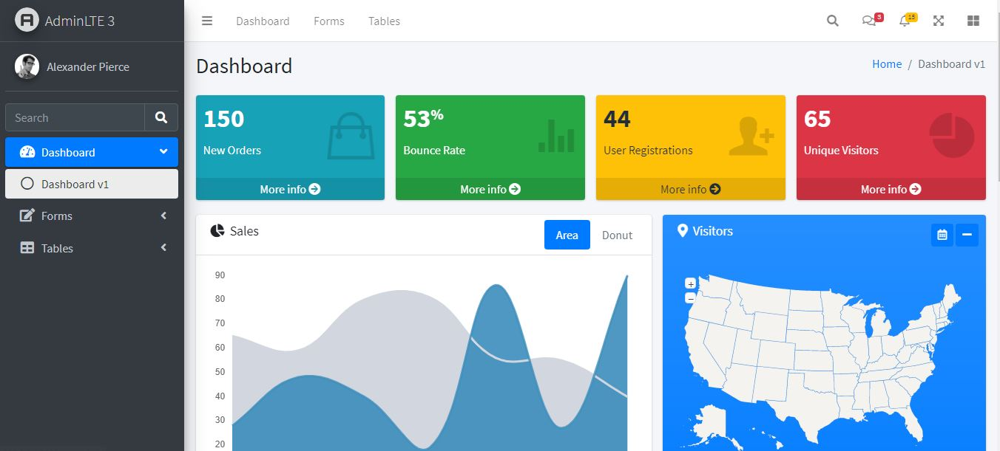 AdminLTE 3
Dashboard Forms Tables
3
15
Alexander Pierce
Search
Dashboard
Dashboard v1
Forms
Tables
Dashboard
Home / Dashboard v1
150
New Orders
More info
53%
Bounce Rate
More info
44
User Registrations
More info
65
Unique Visitors
More info
Sales
Area
Donut
90
80
70
60
50
40
30
20
Visitors
+
−